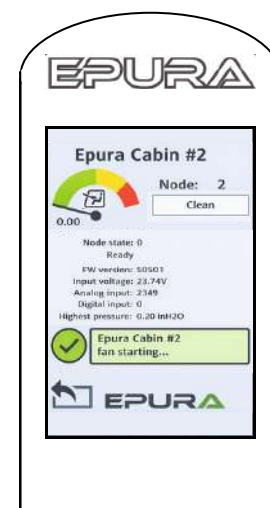 EPURA
Epura Cabin #2
Node: 2
Clean
0.00
Node state: 0
Ready
FW version: 50501
Input voltage: 23.74V
Analog input: 2349
Digital input: 0
Highest pressure: 0.20 inH2O
Epura Cabin #2
fan starting...
EPURA